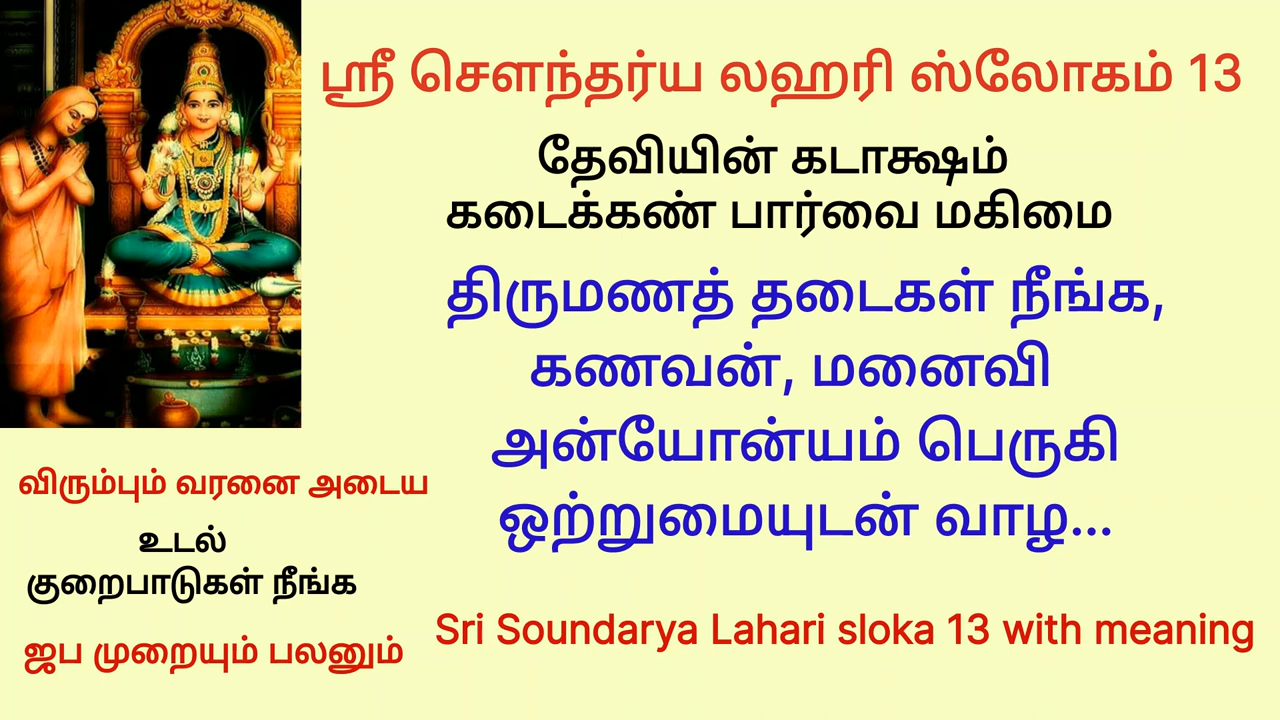 ஸ்ரீ சௌந்தர்ய லஹரி ஸ்லோகம் 13
தேவியின் கடாக்ஷம்
கடைக்கண் பார்வை மகிமை
திருமணத் தடைகள் நீங்க,
கணவன், மனைவி
அன்யோன்யம் பெருகி
ஒற்றுமையுடன் வாழ...
விரும்பும் வரனை அடைய
உடல்
குறைபாடுகள் நீங்க
ஜப முறையும் பலனும்
Sri Soundarya Lahari sloka 13 with meaning